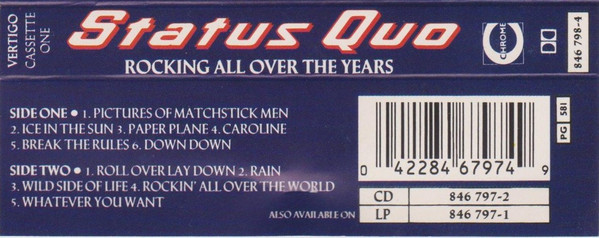 VERTIGO
CASSETTE
ONE
Status Quo
ROCKING ALL OVER THE YEARS
CHROME
846 798-4
SIDE ONE ● 1. PICTURES OF MATCHSTICK MEN
2. ICE IN THE SUN 3. PAPER PLANE 4. CAROLINE
5. BREAK THE RULES 6. DOWN DOWN
SIDE TWO ● 1. ROLL OVER LAY DOWN 2. RAIN
3. WILD SIDE OF LIFE 4. ROCKIN' ALL OVER THE WORLD
5. WHATEVER YOU WANT
0 42284 67974 9
PG 581
ALSO AVAILABLE ON
CD 846 797-2
LP 846 797-1